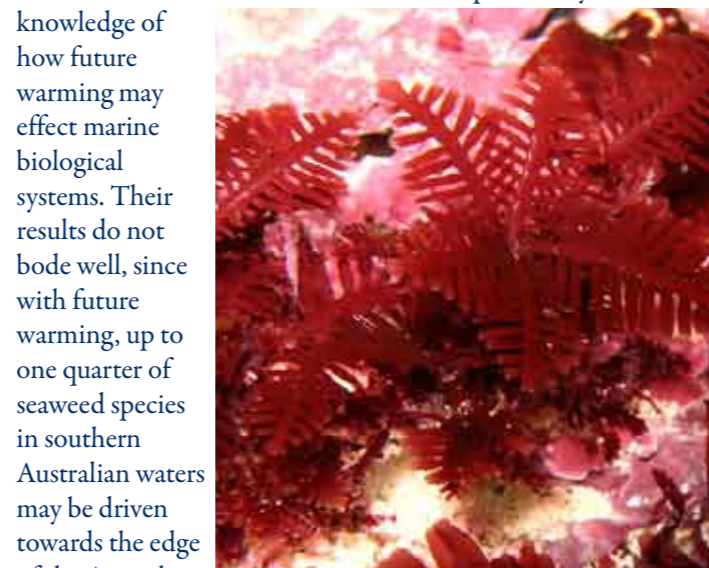 knowledge of
how future
warming may
effect marine
biological
systems. Their
results do not
bode well, since
with future
warming, up to
one quarter of
seaweed species
in southern
Australian waters
may be driven
towards the edge